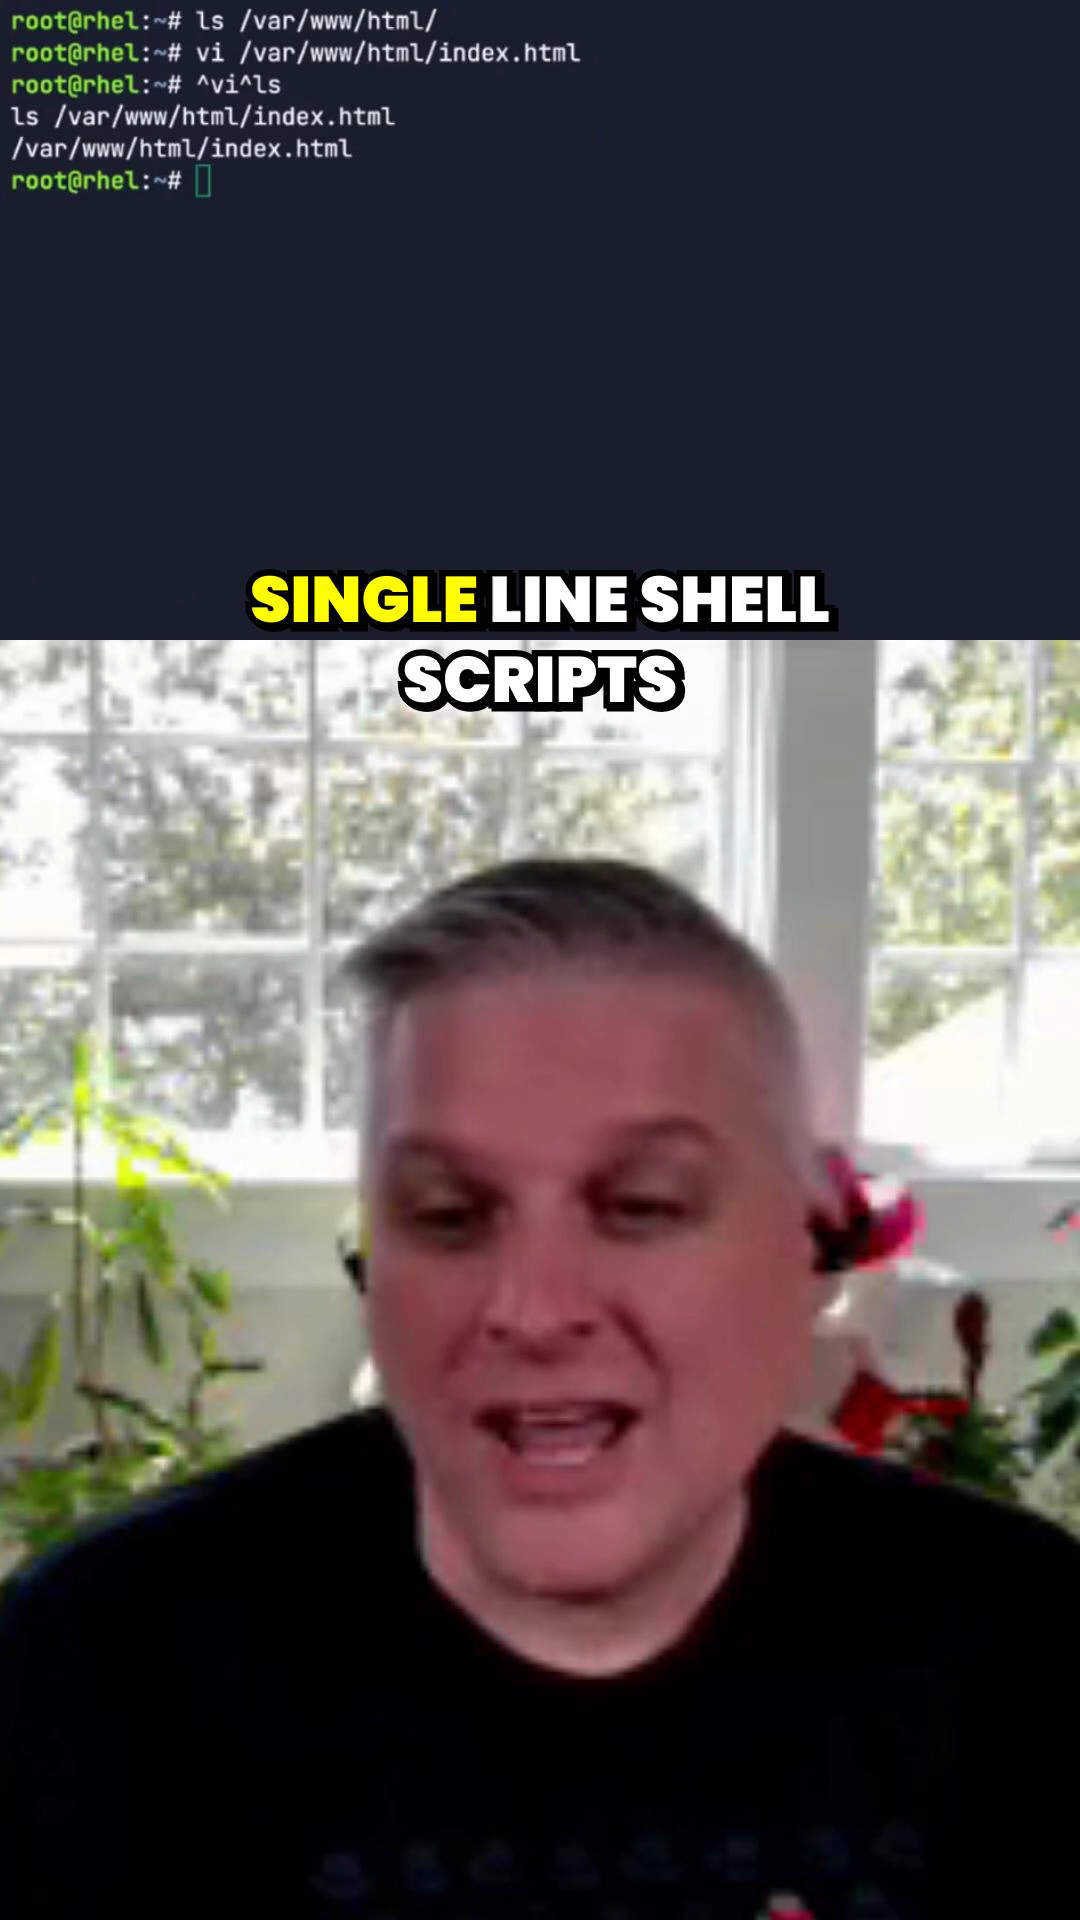 root@rhel:~# ls /var/www/html/
root@rhel:~# vi /var/www/html/index.html
root@rhel:~# ^vi^ls
ls /var/www/html/index.html
/var/www/html/index.html
root@rhel:~#
SINGLE LINE SHELL
SCRIPTS